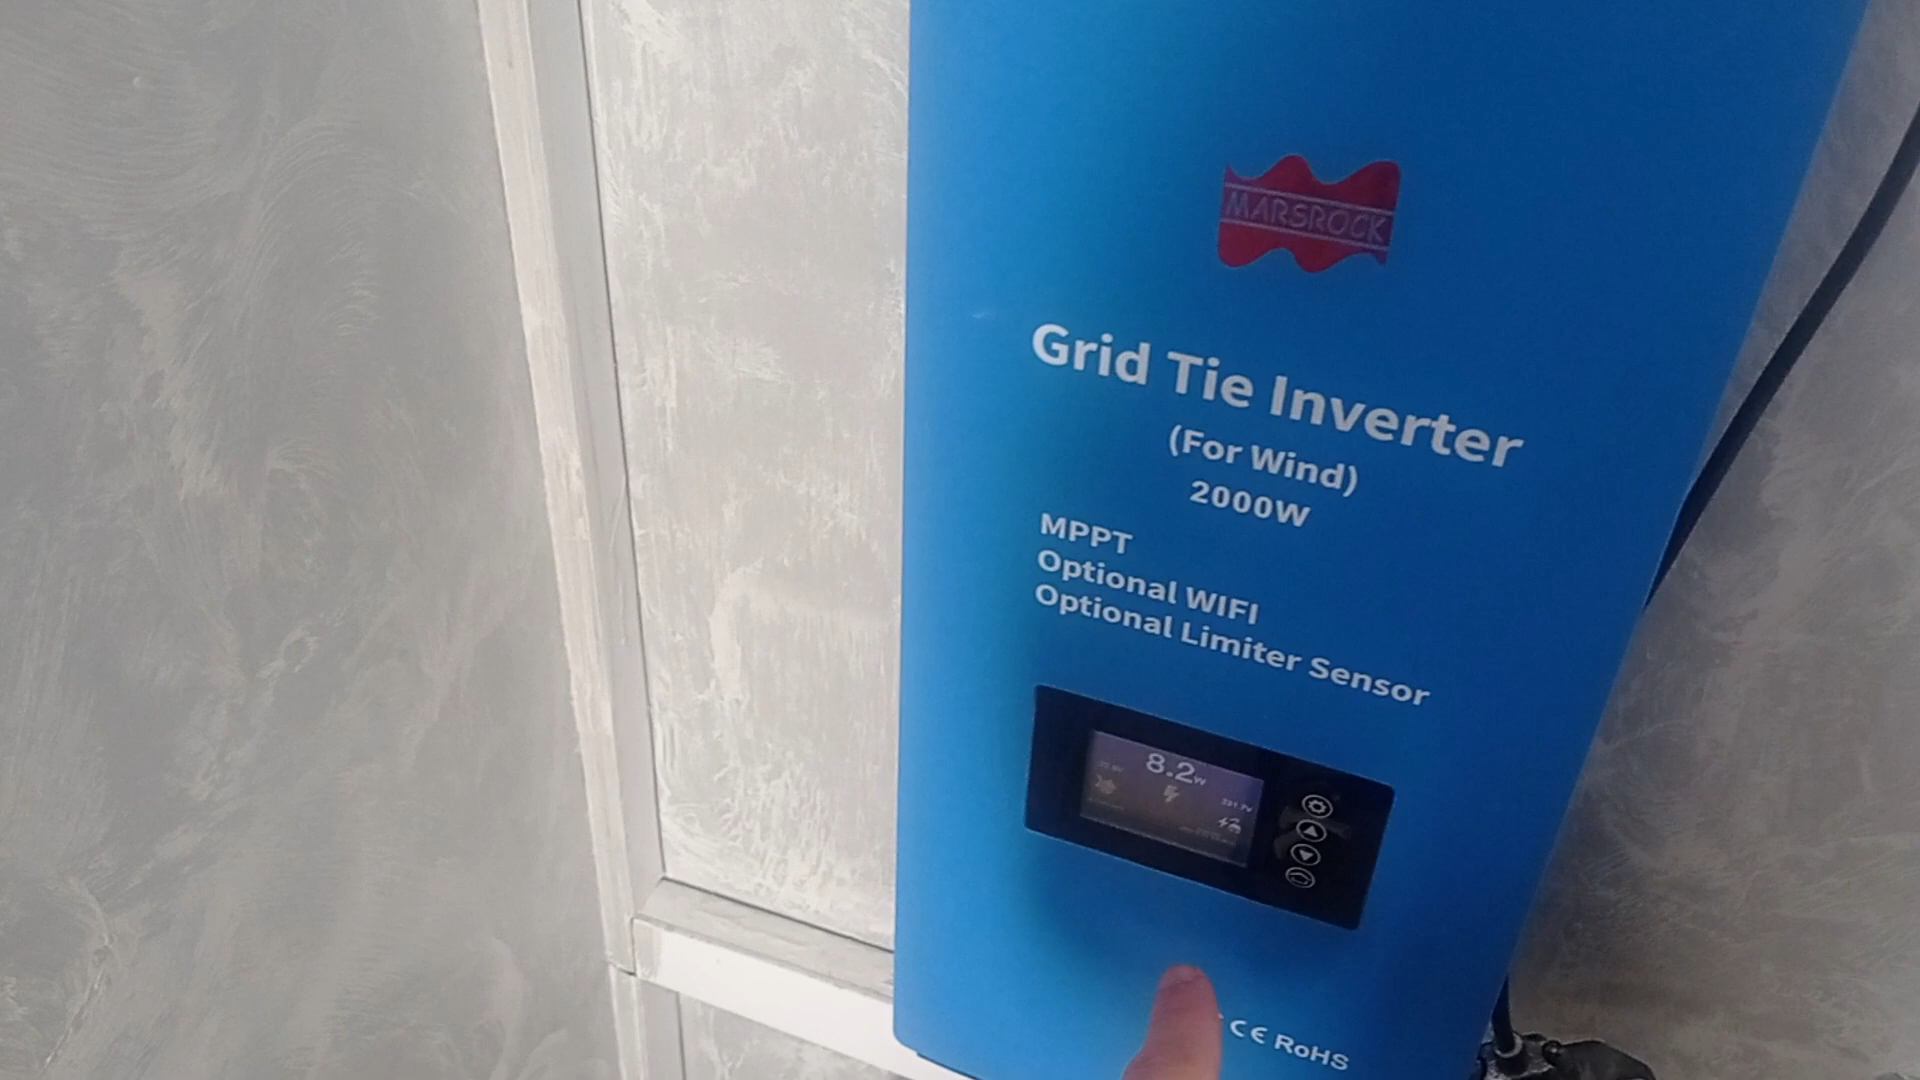 MARSROCK
Grid Tie Inverter
(For Wind)
2000W
MPPT
Optional WIFI
Optional Limiter Sensor
8.2W
CE RoHS